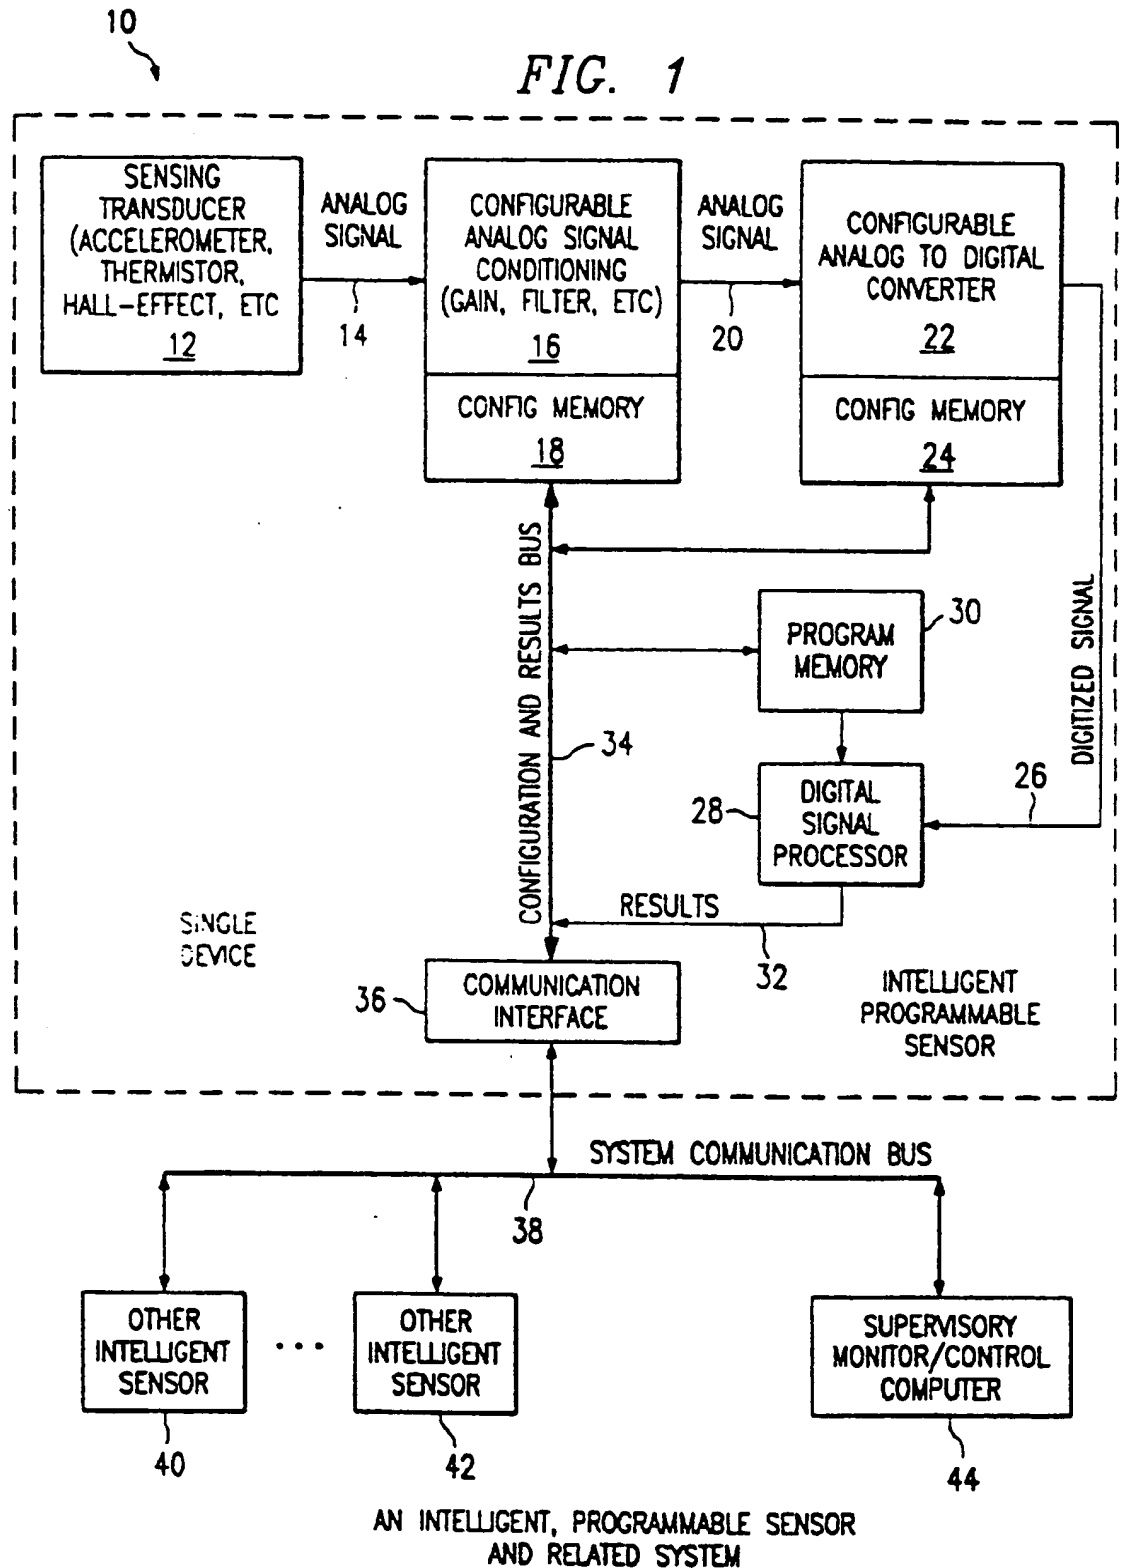 10
FIG. 1
SENSING
TRANSDUCER
(ACCELEROMETER,
THERMISTOR,
HALL-EFFECT, ETC
12
ANALOG
SIGNAL
14
CONFIGURABLE
ANALOG SIGNAL
CONDITIONING
(GAIN, FILTER, ETC)
16
CONFIG MEMORY
18
ANALOG
SIGNAL
20
CONFIGURABLE
ANALOG TO DIGITAL
CONVERTER
22
CONFIG MEMORY
24
CONFIGURATION AND RESULTS BUS
34
PROGRAM
MEMORY
30
DIGITIZED SIGNAL
26
28
DIGITAL
SIGNAL
PROCESSOR
RESULTS
32
SINGLE
DEVICE
36
COMMUNICATION
INTERFACE
INTELLIGENT
PROGRAMMABLE
SENSOR
SYSTEM COMMUNICATION BUS
38
OTHER
INTELLIGENT
SENSOR
40
...
OTHER
INTELLIGENT
SENSOR
42
SUPERVISORY
MONITOR/CONTROL
COMPUTER
44
AN INTELLIGENT, PROGRAMMABLE SENSOR
AND RELATED SYSTEM